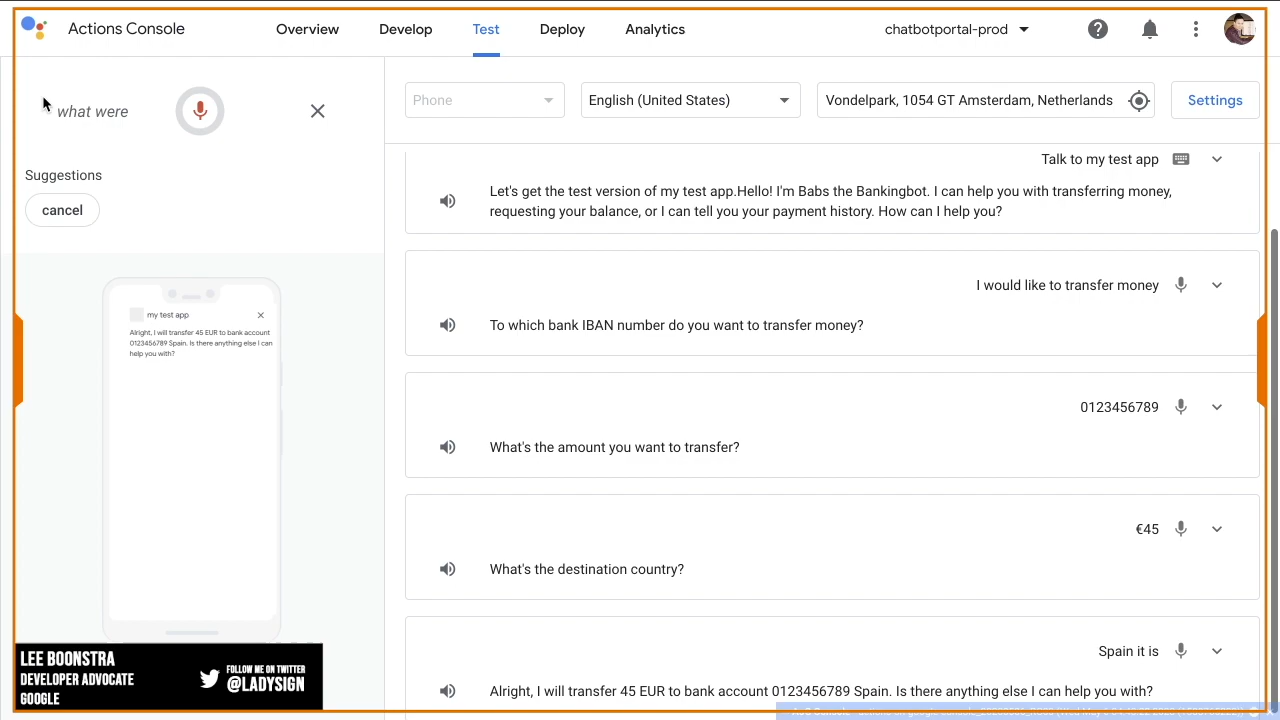 Actions Console
Overview
Develop
Test
Deploy
Analytics
chatbotportal-prod
what were
Suggestions
cancel
Phone
English (United States)
Vondelpark, 1054 GT Amsterdam, Netherlands
Settings
Talk to my test app
Let's get the test version of my test app.Hello! I'm Babs the Bankingbot. I can help you with transferring money,
requesting your balance, or I can tell you your payment history. How can I help you?
I would like to transfer money
To which bank IBAN number do you want to transfer money?
0123456789
What's the amount you want to transfer?
€45
What's the destination country?
Spain it is
Alright, I will transfer 45 EUR to bank account 0123456789 Spain. Is there anything else I can help you with?
my test app
Alright, I will transfer 45 EUR to bank account
0123456789 Spain. Is there anything else I can
help you with?
LEE BOONSTRA
DEVELOPER ADVOCATE
GOOGLE
FOLLOW ME ON TWITTER
@LADYSIGN